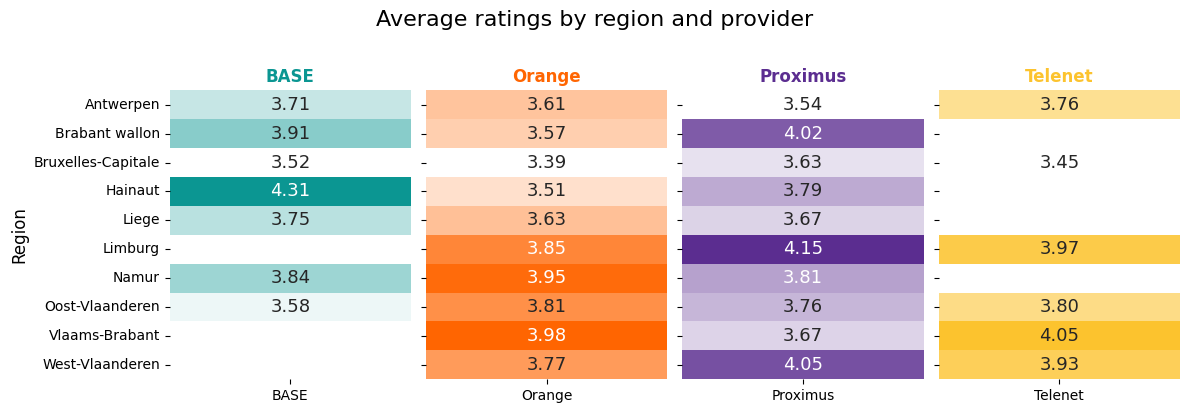 Average ratings by region and provider
BASE Orange Proximus Telenet
Antwerpen 3.71 3.61 3.54 3.76
Brabant wallon 3.91 3.57 4.02
Bruxelles-Capitale 3.52 3.39 3.63 3.45
Hainaut 4.31 3.51 3.79
Liege 3.75 3.63 3.67
Limburg 3.85 4.15 3.97
Namur 3.84 3.95 3.81
Oost-Vlaanderen 3.58 3.81 3.76 3.80
Vlaams-Brabant 3.98 3.67 4.05
West-Vlaanderen 3.77 4.05 3.93
Region
BASE Orange Proximus Telenet